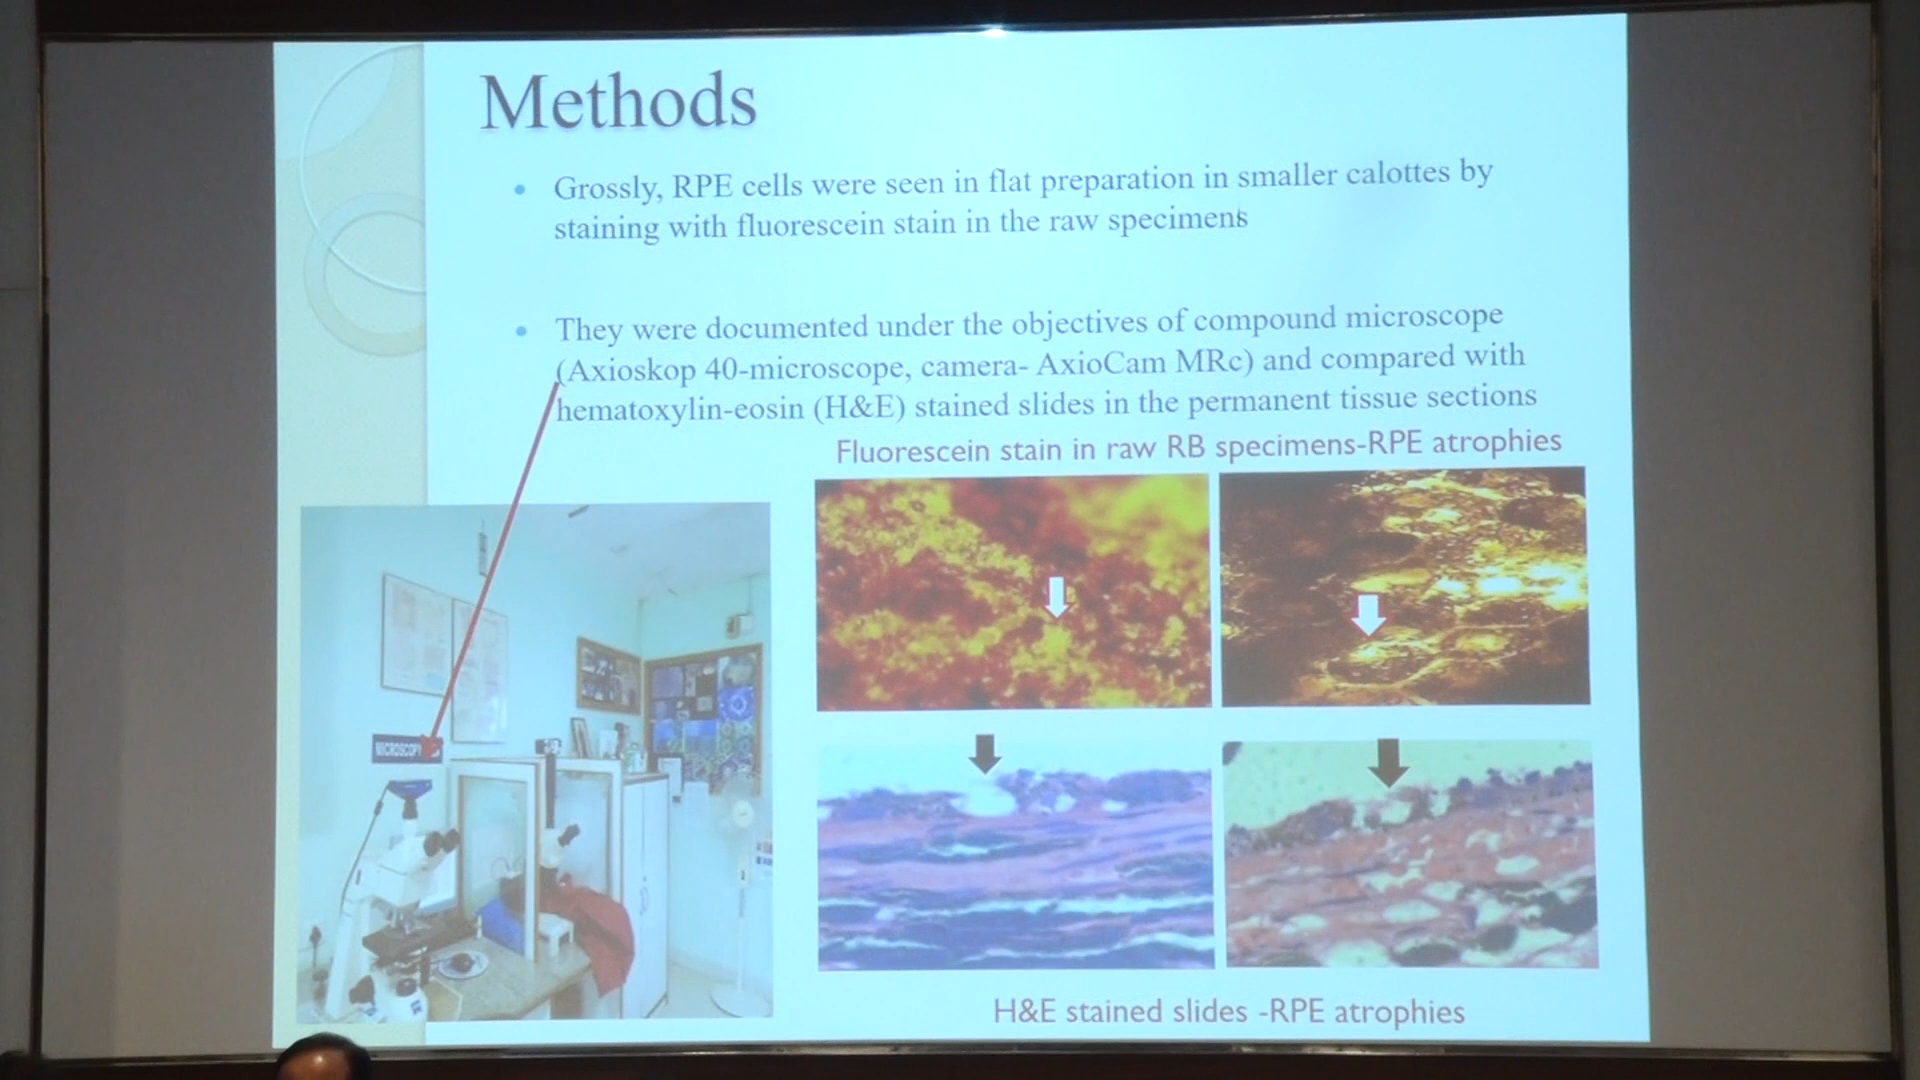 Methods
Grossly, RPE cells were seen in flat preparation in smaller calottes by
staining with fluorescein stain in the raw specimens
They were documented under the objectives of compound microscope
(Axioskop 40-microscope, camera- AxioCam MRc) and compared with
hematoxylin-eosin (H&E) stained slides in the permanent tissue sections
Fluorescein stain in raw RB specimens-RPE atrophies
H&E stained slides -RPE atrophies